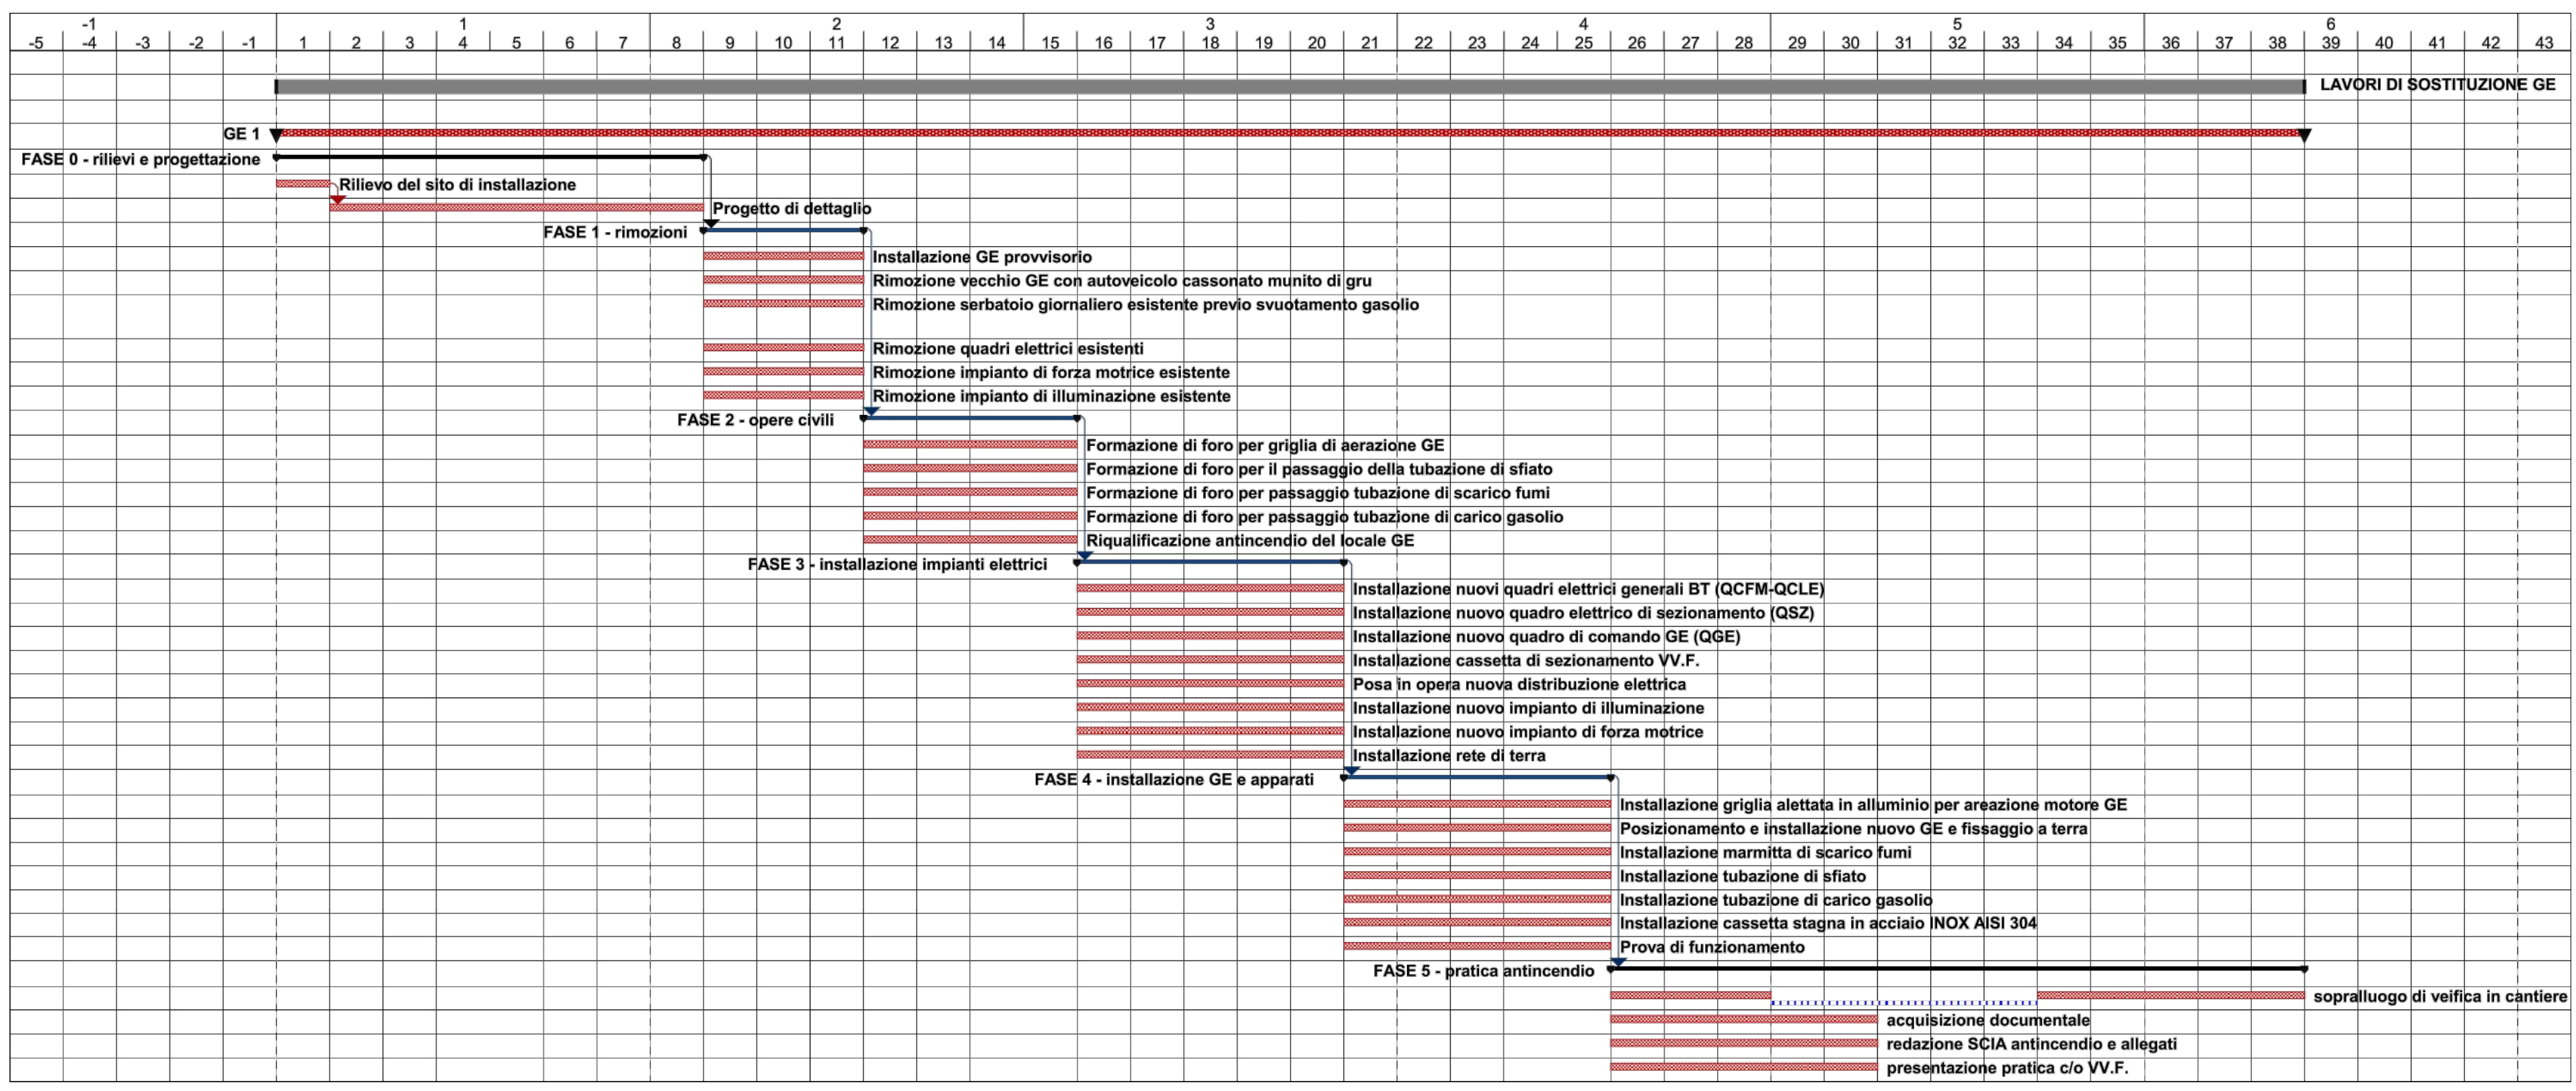 -1 1 2 3 4 5 6
-5 -4 -3 -2 -1 1 2 3 4 5 6 7 8 9 10 11 12 13 14 15 16 17 18 19 20 21 22 23 24 25 26 27 28 29 30 31 32 33 34 35 36 37 38 39 40 41 42 43
LAVORI DI SOSTITUZIONE GE
GE 1
FASE 0 - rilievi e progettazione
Rilievo del sito di installazione
Progetto di dettaglio
FASE 1 - rimozioni
Installazione GE provvisorio
Rimozione vecchio GE con autoveicolo cassonato munito di gru
Rimozione serbatoio giornaliero esistente previo svuotamento gasolio
Rimozione quadri elettrici esistenti
Rimozione impianto di forza motrice esistente
Rimozione impianto di illuminazione esistente
FASE 2 - opere civili
Formazione di foro per griglia di aerazione GE
Formazione di foro per il passaggio della tubazione di sfiato
Formazione di foro per passaggio tubazione di scarico fumi
Formazione di foro per passaggio tubazione di carico gasolio
Riqualificazione antincendio del locale GE
FASE 3 - installazione impianti elettrici
Installazione nuovi quadri elettrici generali BT (QCFM-QCLE)
Installazione nuovo quadro elettrico di sezionamento (QSZ)
Installazione nuovo quadro di comando GE (QGE)
Installazione cassetta di sezionamento VV.F.
Posa in opera nuova distribuzione elettrica
Installazione nuovo impianto di illuminazione
Installazione nuovo impianto di forza motrice
Installazione rete di terra
FASE 4 - installazione GE e apparati
Installazione griglia alettata in alluminio per areazione motore GE
Posizionamento e installazione nuovo GE e fissaggio a terra
Installazione marmitta di scarico fumi
Installazione tubazione di sfiato
Installazione tubazione di carico gasolio
Installazione cassetta stagna in acciaio INOX AISI 304
Prova di funzionamento
FASE 5 - pratica antincendio
sopralluogo di veifica in cantiere
acquisizione documentale
redazione SCIA antincendio e allegati
presentazione pratica c/o VV.F.